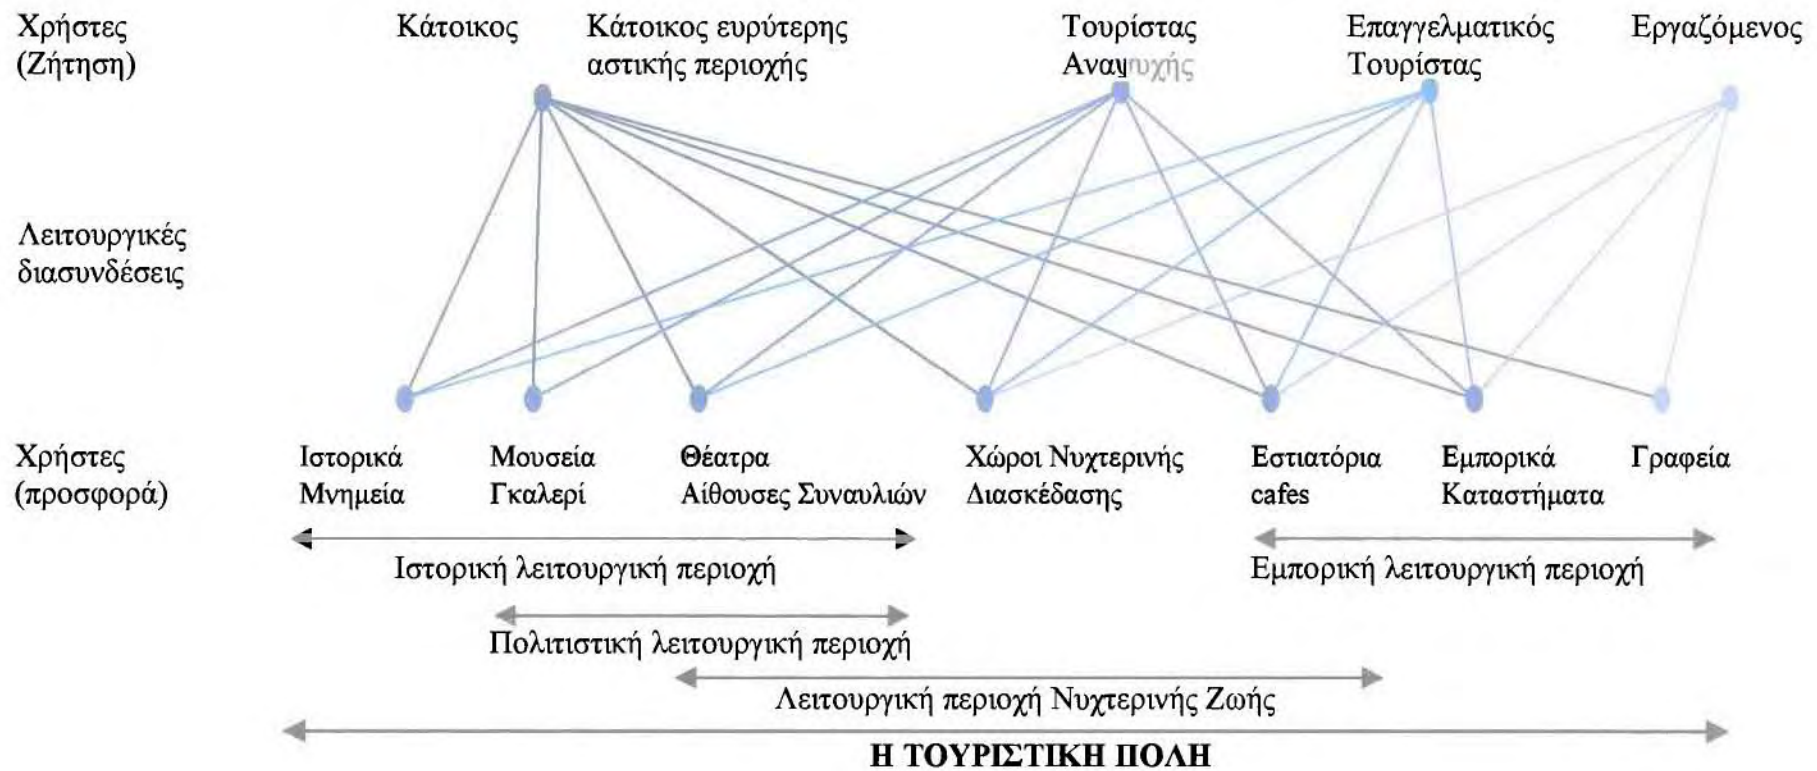 Χρήστες
(Ζήτηση)
Κάτοικος
Κάτοικος ευρύτερης
αστικής περιοχής
Τουρίστας
Αναψυχής
Επαγγελματικός
Τουρίστας
Εργαζόμενος
Λειτουργικές
διασυνδέσεις
Χρήστες
(προσφορά)
Ιστορικά
Μνημεία
Μουσεία
Γκαλερί
Θέατρα
Αίθουσες Συναυλιών
Χώροι Νυχτερινής
Διασκέδασης
Εστιατόρια
cafes
Εμπορικά
Καταστήματα
Γραφεία
Ιστορική λειτουργική περιοχή
Εμπορική λειτουργική περιοχή
Πολιτιστική λειτουργική περιοχή
Λειτουργική περιοχή Νυχτερινής Ζωής
Η ΤΟΥΡΙΣΤΙΚΗ ΠΟΛΗ